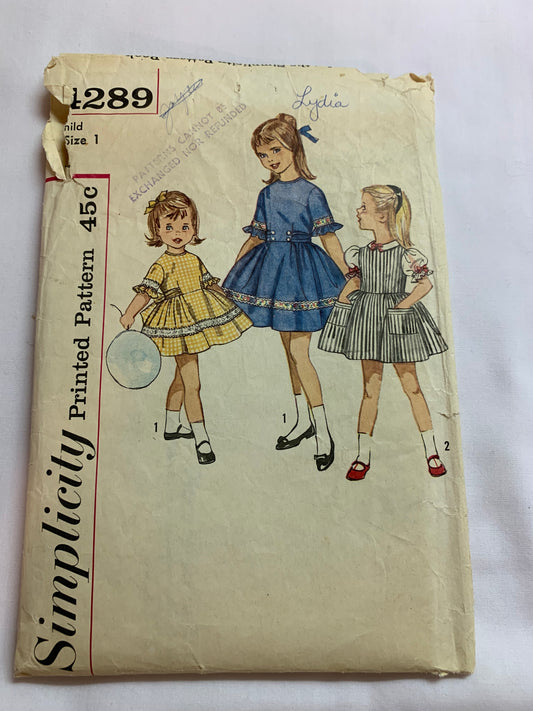 4289
hild
Size 1
Lydia
PATTERNS CANNOT BE
EXCHANGED NOR REFUNDED
Simplicity
Printed Pattern 45c
1
1
2